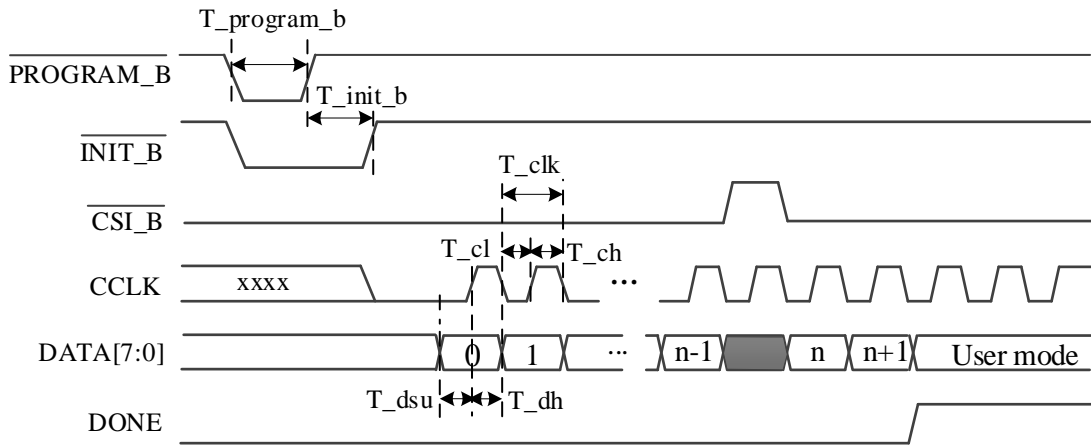 T_program_b
PROGRAM_B
T_init_b
INIT_B
T_clk
CSI_B
T_cl
T_ch
CCLK
xxxx
...
DATA[7:0]
0
1
...
n-1
n
n+1
User mode
T_dsu
T_dh
DONE